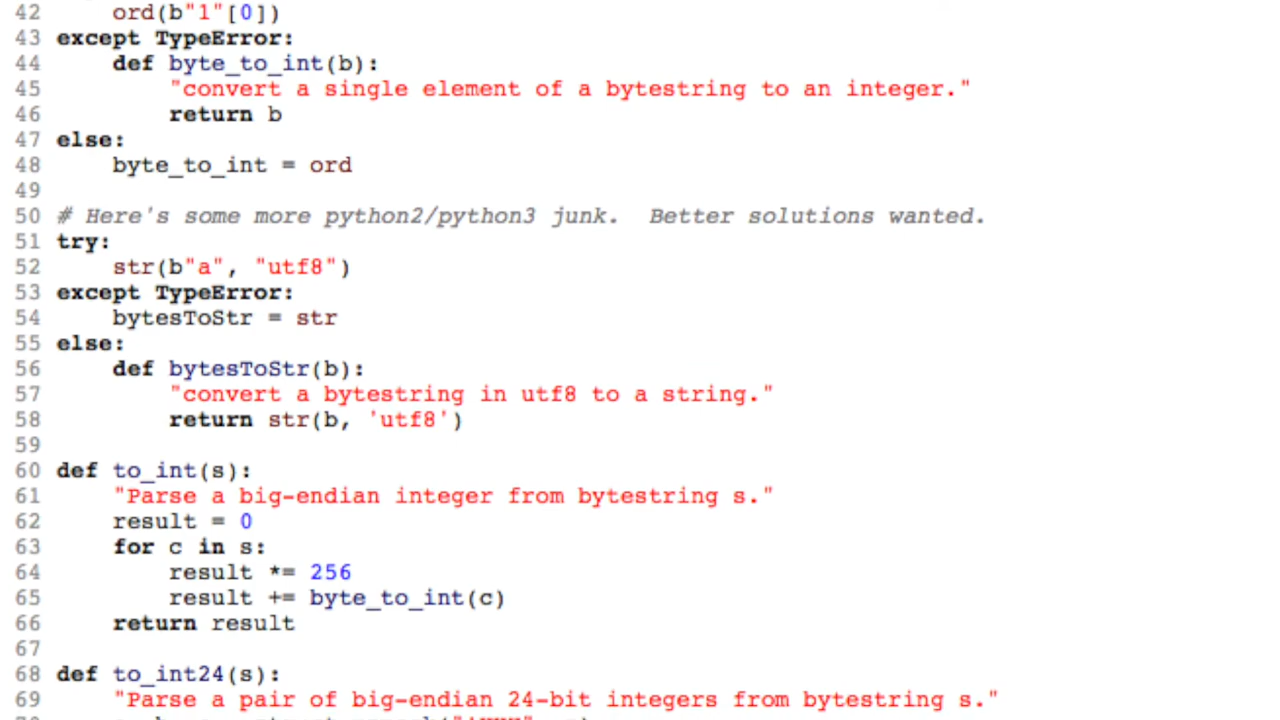 42     ord(b"1"[0])
43 except TypeError:
44     def byte_to_int(b):
45         "convert a single element of a bytestring to an integer."
46         return b
47 else:
48     byte_to_int = ord
49
50 # Here's some more python2/python3 junk.  Better solutions wanted.
51 try:
52     str(b"a", "utf8")
53 except TypeError:
54     bytesToStr = str
55 else:
56     def bytesToStr(b):
57         "convert a bytestring in utf8 to a string."
58         return str(b, 'utf8')
59
60 def to_int(s):
61     "Parse a big-endian integer from bytestring s."
62     result = 0
63     for c in s:
64         result *= 256
65         result += byte_to_int(c)
66     return result
67
68 def to_int24(s):
69     "Parse a pair of big-endian 24-bit integers from bytestring s."